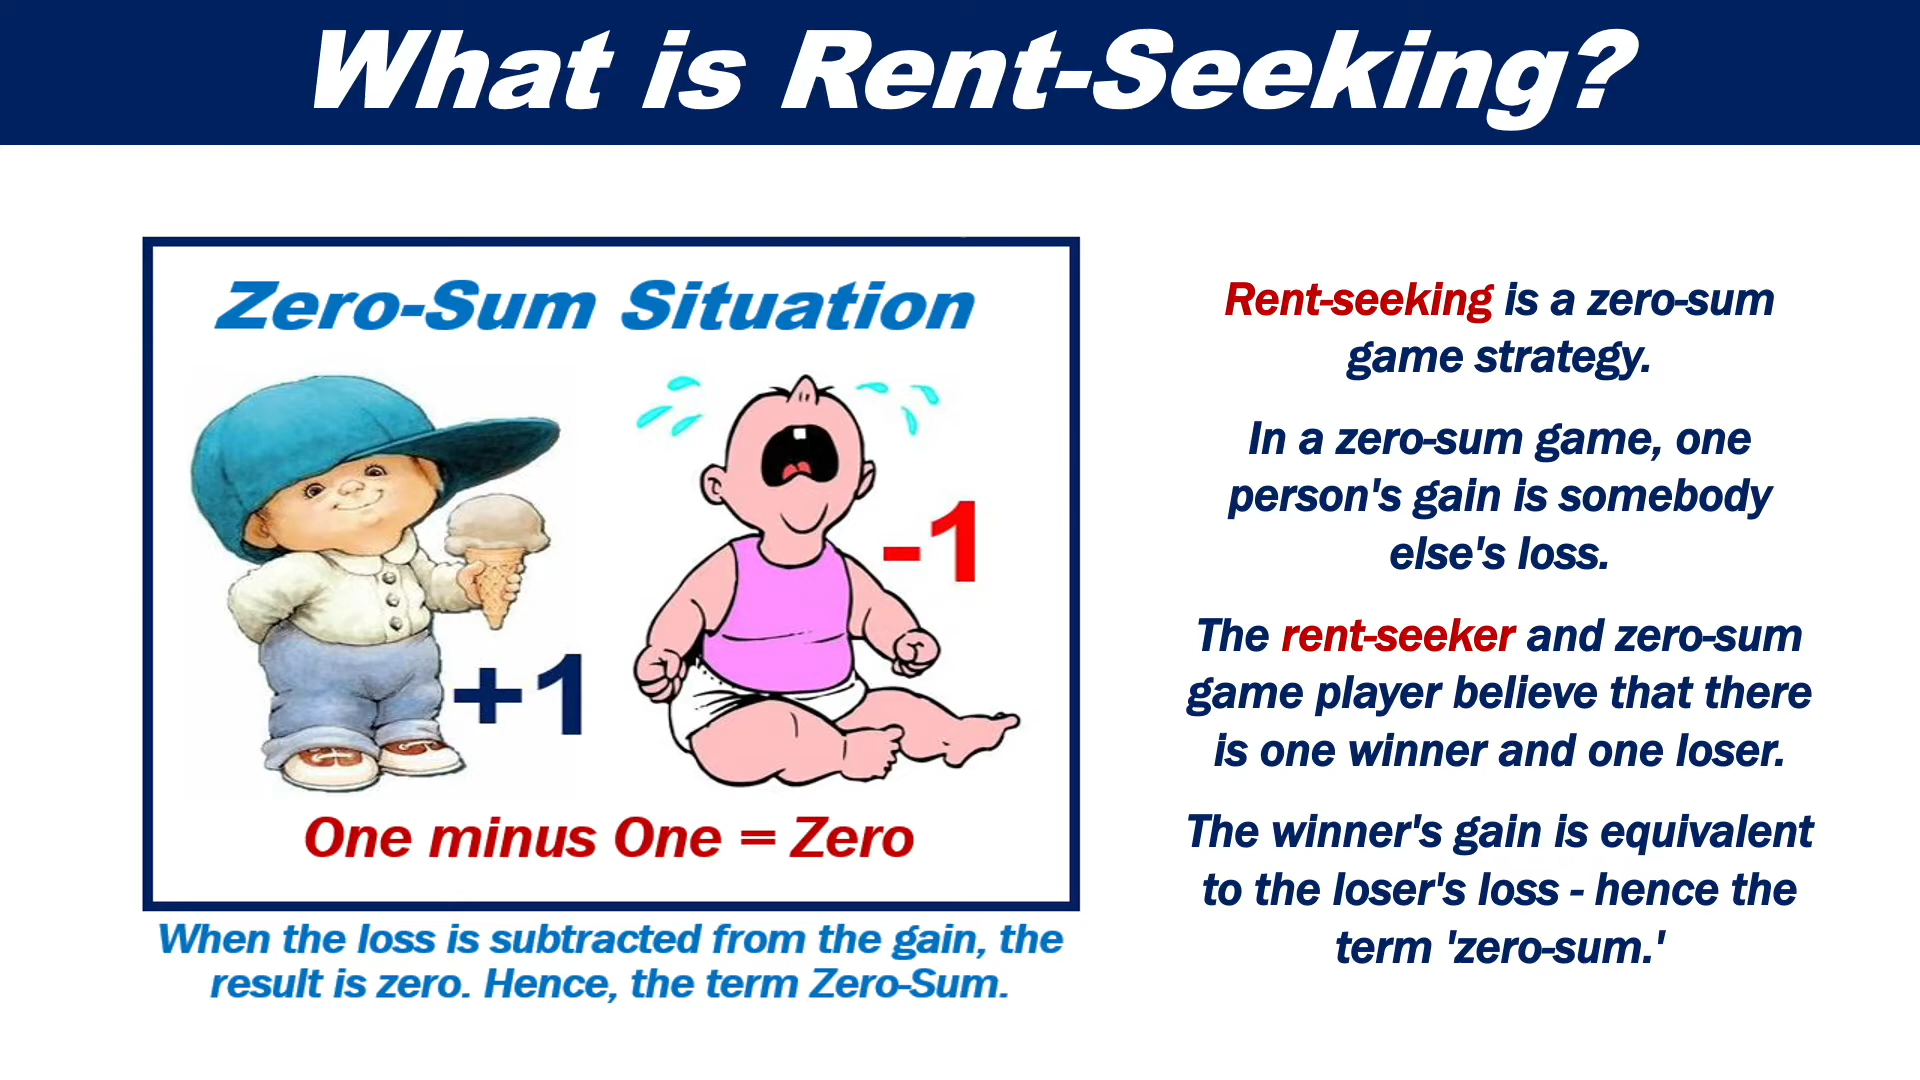 What is Rent-Seeking?
Zero-Sum Situation
+1
-1
One minus One = Zero
When the loss is subtracted from the gain, the
result is zero. Hence, the term Zero-Sum.
Rent-seeking is a zero-sum
game strategy.
In a zero-sum game, one
person's gain is somebody
else's loss.
The rent-seeker and zero-sum
game player believe that there
is one winner and one loser.
The winner's gain is equivalent
to the loser's loss - hence the
term 'zero-sum.'